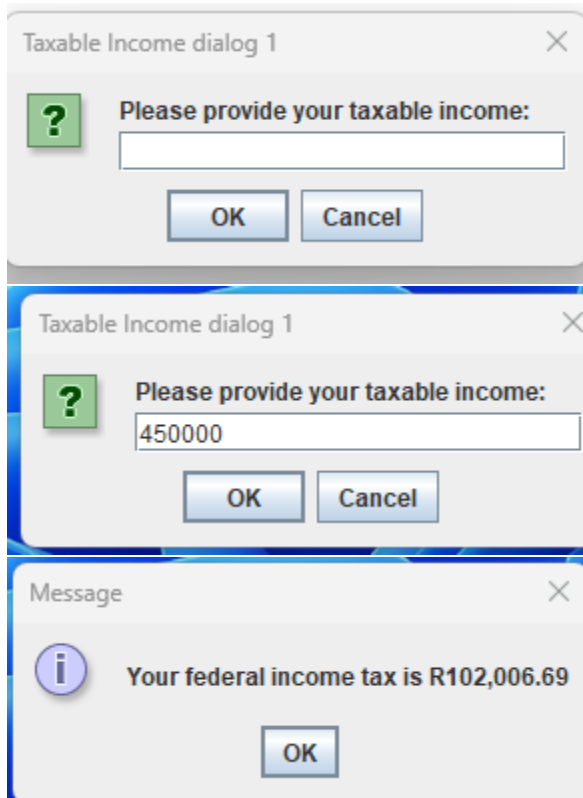 Taxable Income dialog 1
?
Please provide your taxable income:
OK Cancel
Taxable Income dialog 1
?
Please provide your taxable income:
450000
OK Cancel
Message
i
Your federal income tax is R102,006.69
OK